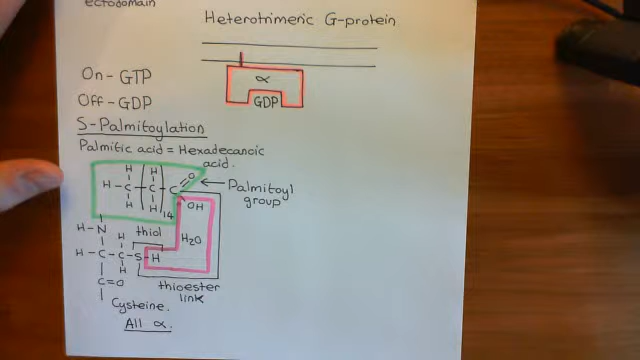 ectodomain
Heterotrimeric G-protein
On - GTP
Off - GDP
α
GDP
S-Palmitoylation
Palmitic acid = Hexadecanoic
acid.
H H O
H - C - C - C
H H 14 OH
Palmitoyl
group
H - N H thiol H₂O
H - C - C - S - H
H
C = O
thioester
link
Cysteine.
All α.